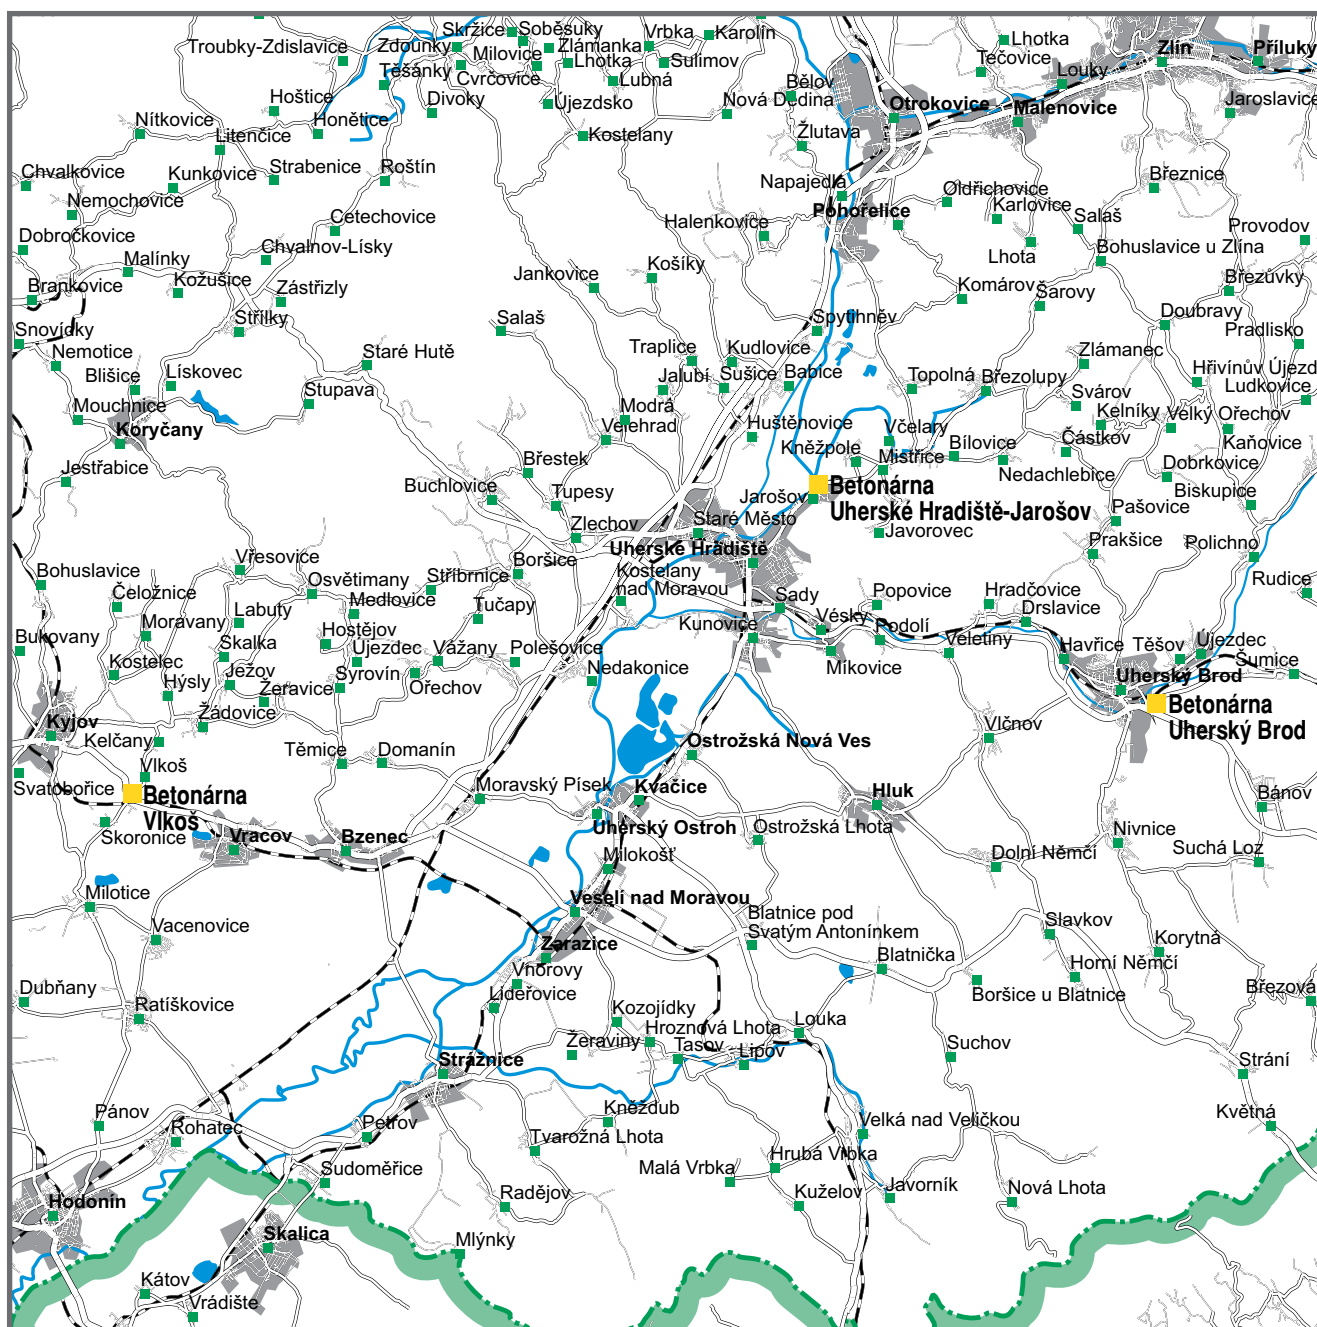 Skržice
Soběsuky
Vrbka
Karolín
Troubky-Zdislavice
Zdounky
Milovice
Zlámanka
Lhotka
Sulimov
Lhotka
Tečovice
Zlín
Příluky
Těšánky
Cvrčovice
Lubná
Bělov
Louky
Hoštice
Divoky
Újezdsko
Nová Dědina
Otrokovice
Malenovice
Jaroslavice
Nítkovice
Litenčice
Honětice
Kostelany
Žlutava
Chvalkovice
Kunkovice
Strabenice
Roštín
Napajedla
Oldřichovice
Březnice
Nemochovice
Cetechovice
Halenkovice
Pohořelice
Karlovice
Salaš
Dobročkovice
Malínky
Chvalnov-Lísky
Lhota
Bohuslavice u Zlína
Provodov
Brankovice
Kožušice
Zástřizly
Jankovice
Košíky
Komárov
Šarovy
Březůvky
Snovídky
Střílky
Salaš
Spytihněv
Doubravy
Pradlisko
Nemotice
Blišice
Lískovec
Staré Hutě
Traplice
Kudlovice
Zlámanec
Hřivínův Újezd
Ludkovice
Mouchnice
Stupava
Jalubí
Sušice
Babice
Topolná
Březolupy
Svárov
Koryčany
Modrá
Velehrad
Huštěnovice
Včelary
Kelníky
Velký Ořechov
Kaňovice
Jestřabice
Břestek
Kněžpole
Mistřice
Bílovice
Částkov
Nedachlebice
Dobrkovice
Buchlovice
Tupesy
Jarošov
Betonárna
Uherské Hradiště-Jarošov
Biskupice
Zlechov
Staré Město
Javorovec
Pašovice
Uherské Hradiště
Prakšice
Polichno
Bohuslavice
Vřesovice
Boršice
Kostelany
nad Moravou
Čeložnice
Osvětimany
Stříbrnice
Rudice
Medlovice
Tučapy
Sady
Popovice
Hradčovice
Drslavice
Bukovany
Moravany
Labuty
Hostějov
Kunovice
Vésky
Podolí
Veletiny
Havřice
Těšov
Újezdec
Šumice
Kostelec
Skalka
Újezdec
Vážany
Polešovice
Nedakonice
Míkovice
Hýsly
Ježov
Žeravice
Syrovín
Ořechov
Uherský Brod
Betonárna
Uherský Brod
Kyjov
Žádovice
Kelčany
Těmice
Domanín
Ostrožská Nová Ves
Vlčnov
Svatobořice
Vlkoš
Betonárna
Vlkoš
Moravský Písek
Kvačice
Hluk
Bánov
Skoronice
Vracov
Bzenec
Uherský Ostroh
Ostrožská Lhota
Nivnice
Milokošť
Dolní Němčí
Suchá Loz
Milotice
Veselí nad Moravou
Vacenovice
Blatnice pod
Svatým Antonínkem
Slavkov
Zarazice
Blatnička
Korytná
Dubňany
Vnorovy
Horní Němčí
Březová
Ratíškovice
Lideřovice
Kozojídky
Boršice u Blatnice
Hroznová Lhota
Louka
Suchov
Strážnice
Žeraviny
Tasov
Lipov
Strání
Pánov
Rohatec
Petrov
Kněždub
Tvarožná Lhota
Velká nad Veličkou
Květná
Sudoměřice
Malá Vrbka
Hrubá Vrbka
Hodonín
Radějov
Kuželov
Javorník
Nová Lhota
Skalica
Mlýnky
Kátov
Vrádište